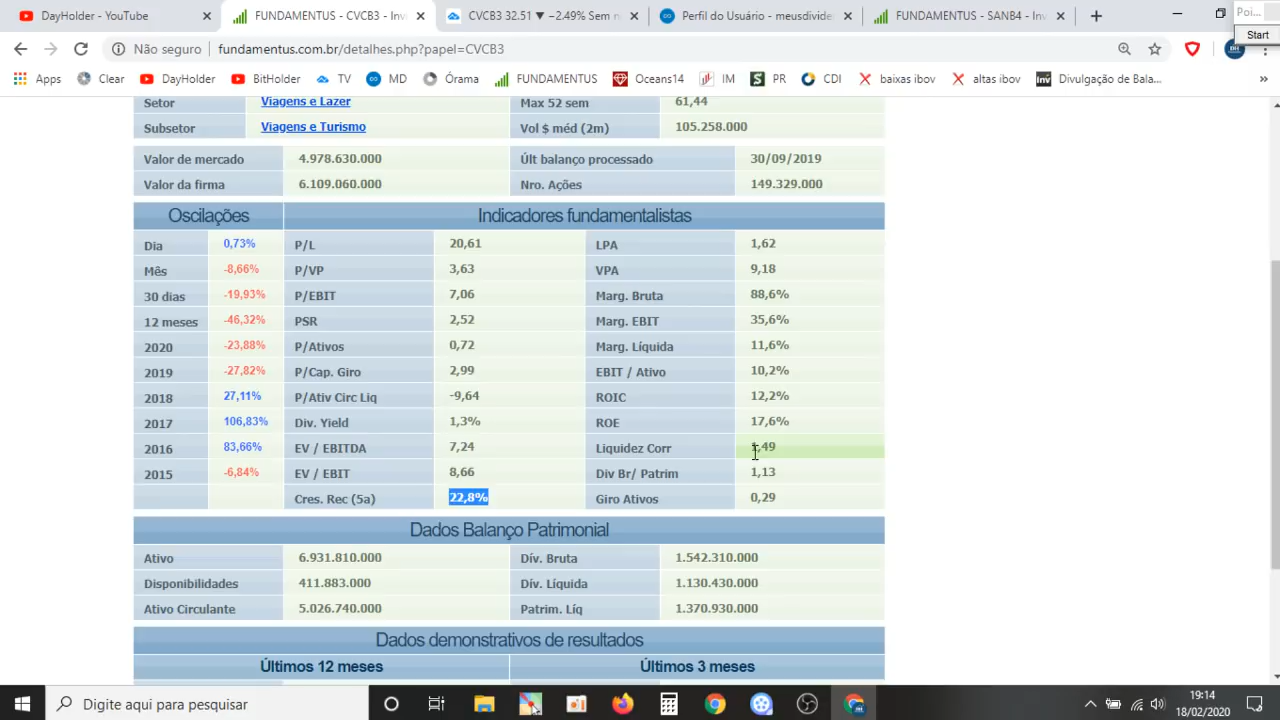 DayHolder - YouTube
FUNDAMENTUS - CVCB3 - Inv
CVCB3 32.51 ▼ −2.49% Sem n
Perfil do Usuário - meusdividen
FUNDAMENTUS - SANB4 - Inv
Poi...
Start
Não seguro
fundamentus.com.br/detalhes.php?papel=CVCB3
Apps Clear DayHolder BitHolder TV MD Órama FUNDAMENTUS Oceans14 IM PR CDI baixas ibov altas ibov Divulgação de Bala... »
Setor Viagens e Lazer Max 52 sem 61,44
Subsetor Viagens e Turismo Vol $ méd (2m) 105.258.000
Valor de mercado 4.978.630.000 Últ balanço processado 30/09/2019
Valor da firma 6.109.060.000 Nro. Ações 149.329.000
Oscilações Indicadores fundamentalistas
Dia 0,73% P/L 20,61 LPA 1,62
Mês -8,66% P/VP 3,63 VPA 9,18
30 dias -19,93% P/EBIT 7,06 Marg. Bruta 88,6%
12 meses -46,32% PSR 2,52 Marg. EBIT 35,6%
2020 -23,88% P/Ativos 0,72 Marg. Líquida 11,6%
2019 -27,82% P/Cap. Giro 2,99 EBIT / Ativo 10,2%
2018 27,11% P/Ativ Circ Liq -9,64 ROIC 12,2%
2017 106,83% Div. Yield 1,3% ROE 17,6%
2016 83,66% EV / EBITDA 7,24 Liquidez Corr 1,49
2015 -6,84% EV / EBIT 8,66 Div Br/ Patrim 1,13
Cres. Rec (5a) 22,8% Giro Ativos 0,29
Dados Balanço Patrimonial
Ativo 6.931.810.000 Dív. Bruta 1.542.310.000
Disponibilidades 411.883.000 Dív. Líquida 1.130.430.000
Ativo Circulante 5.026.740.000 Patrim. Líq 1.370.930.000
Dados demonstrativos de resultados
Últimos 12 meses Últimos 3 meses
Digite aqui para pesquisar
19:14
18/02/2020